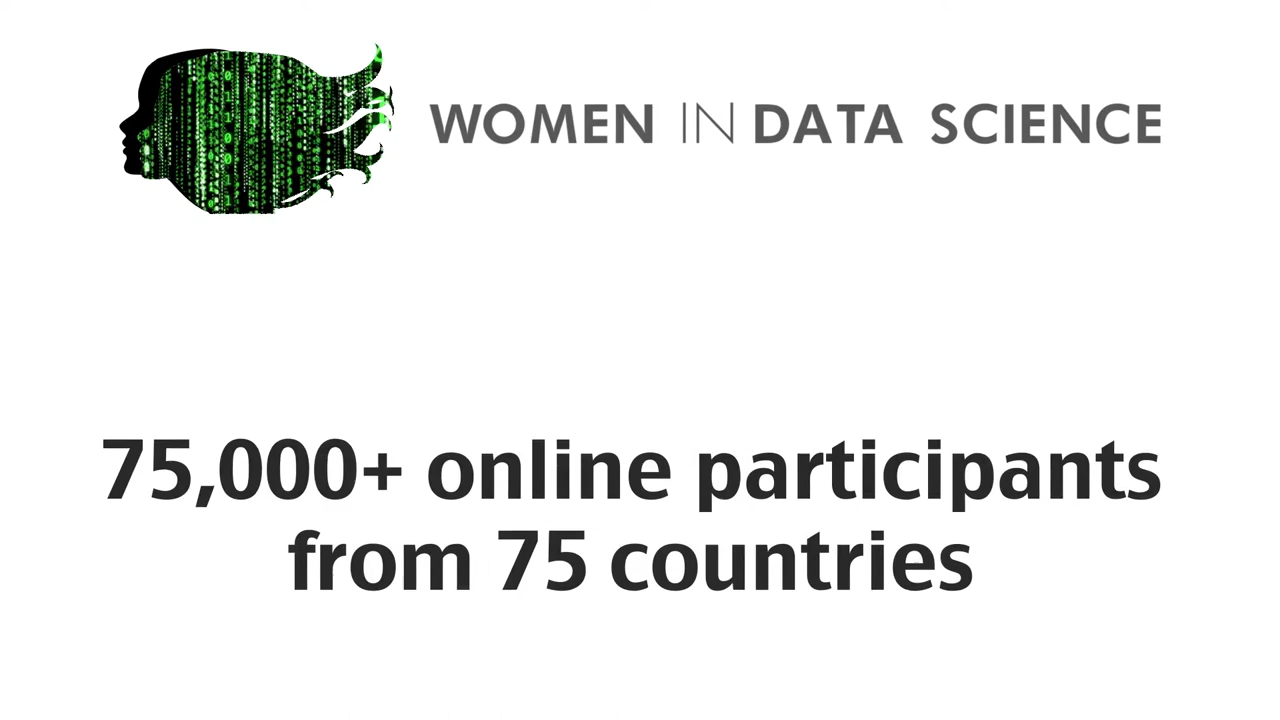 WOMEN IN DATA SCIENCE
75,000+ online participants
from 75 countries